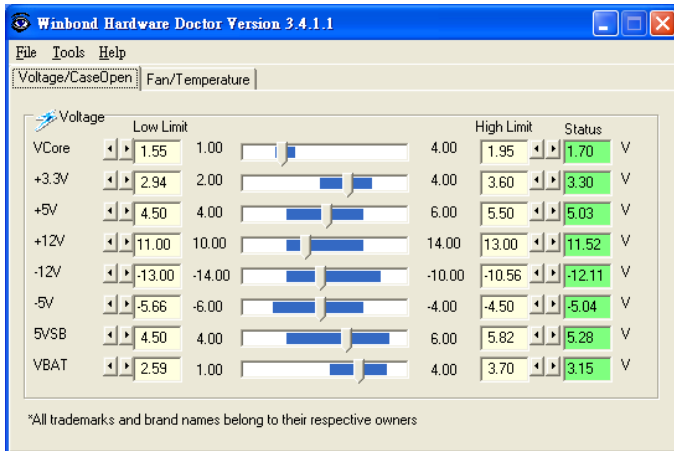 Winbond Hardware Doctor Version 3.4.1.1
File Tools Help
Voltage/CaseOpen Fan/Temperature
Voltage
Low Limit High Limit Status
VCore 1.55 1.00 4.00 1.95 1.70 V
+3.3V 2.94 2.00 4.00 3.60 3.30 V
+5V 4.50 4.00 6.00 5.50 5.03 V
+12V 11.00 10.00 14.00 13.00 11.52 V
-12V -13.00 -14.00 -10.00 -10.56 -12.11 V
-5V -5.66 -6.00 -4.00 -4.50 -5.04 V
5VSB 4.50 4.00 6.00 5.82 5.28 V
VBAT 2.59 1.00 4.00 3.70 3.15 V
*All trademarks and brand names belong to their respective owners